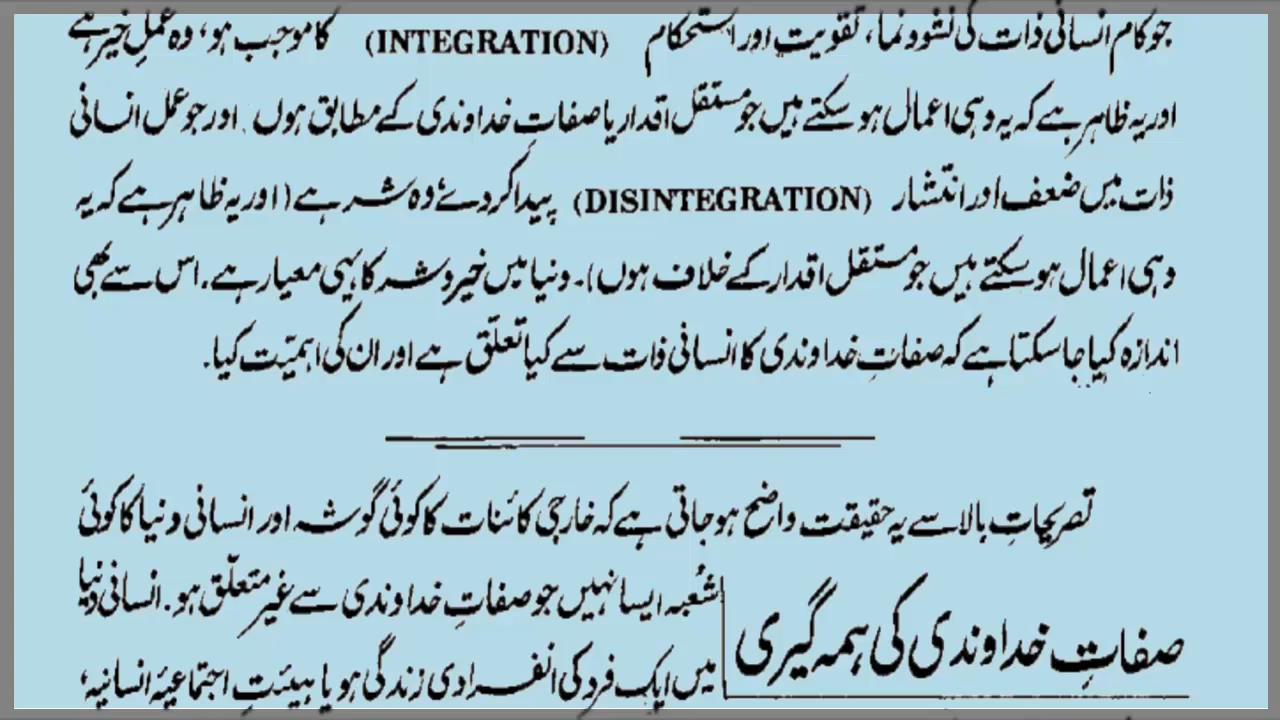 جو کام انسانی ذات کی نشوونما، تقویت اور استحکام (INTEGRATION) کا موجب ہو، وہ عملِ خیر ہے
اور یہ ظاہر ہے کہ یہ وہی اعمال ہو سکتے ہیں جو مستقل اقدار یا صفاتِ خداوندی کے مطابق ہوں۔ اور جو عمل انسانی
ذات میں ضعف اور انتشار (DISINTEGRATION) پیدا کر دے وہ شر ہے (اور یہ ظاہر ہے کہ یہ
وہی اعمال ہو سکتے ہیں جو مستقل اقدار کے خلاف ہوں)۔ دنیا میں خیر و شر کا یہی معیار ہے۔ اس سے بھی
اندازہ کیا جا سکتا ہے کہ صفاتِ خداوندی کا انسانی ذات سے کیا تعلّق ہے اور ان کی اہمیّت کیا۔
تصریحاتِ بالا سے یہ حقیقت واضح ہو جاتی ہے کہ خارجی کائنات کا کوئی گوشہ اور انسانی دنیا کا کوئی
صفاتِ خداوندی کی ہمہ گیری
شعبہ ایسا نہیں جو صفاتِ خداوندی سے غیر متعلّق ہو۔ انسانی دنیا
میں ایک فرد کی انفرادی زندگی ہو یا ہیئتِ اجتماعیۂ انسانیہ،